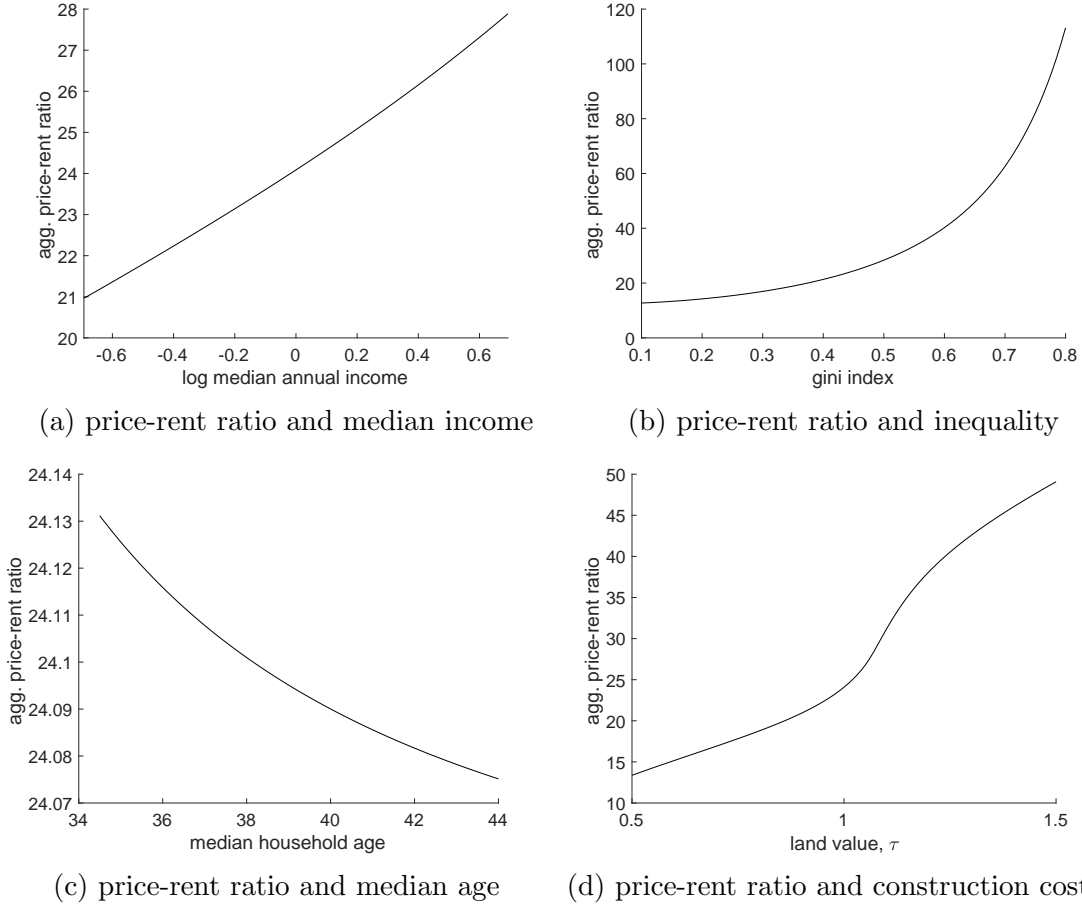 28
27
26
25
24
23
22
21
20
agg. price-rent ratio
-0.6 -0.4 -0.2 0 0.2 0.4 0.6
log median annual income
(a) price-rent ratio and median income
120
100
80
60
40
20
0
agg. price-rent ratio
0.1 0.2 0.3 0.4 0.5 0.6 0.7 0.8
gini index
(b) price-rent ratio and inequality
24.14
24.13
24.12
24.11
24.1
24.09
24.08
24.07
agg. price-rent ratio
34 36 38 40 42 44
median household age
(c) price-rent ratio and median age
50
45
40
35
30
25
20
15
10
agg. price-rent ratio
0.5 1 1.5
land value, τ
(d) price-rent ratio and construction cost